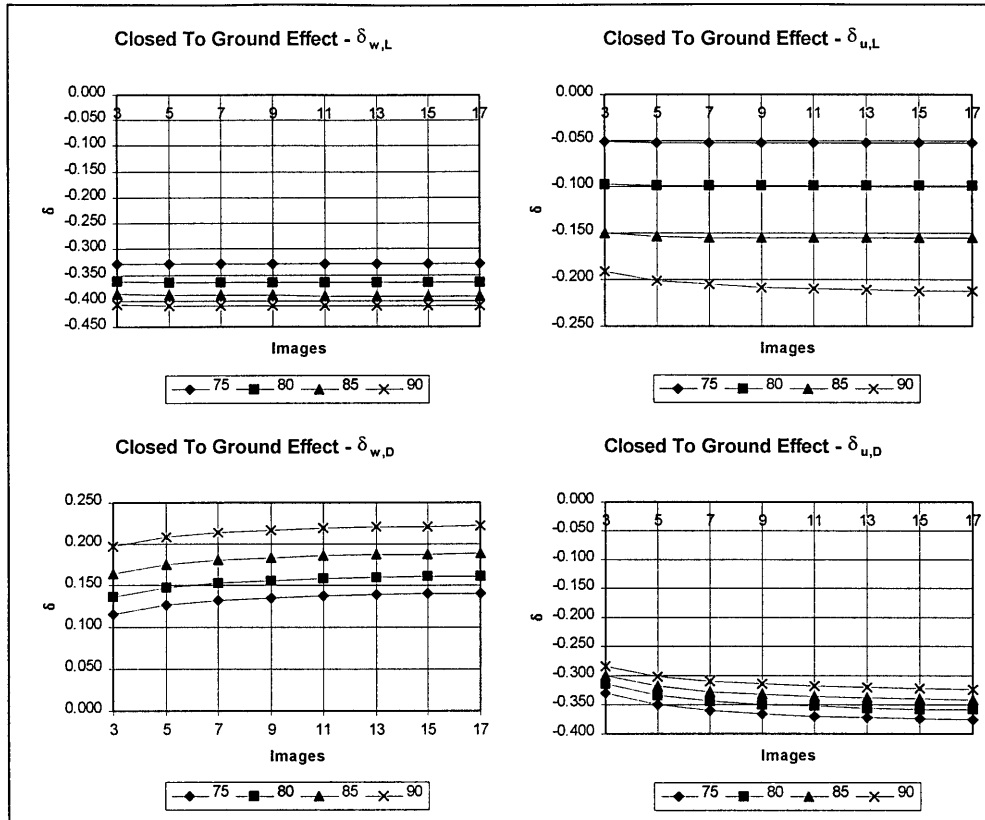 Closed To Ground Effect - δw,L
0.000
-0.050
-0.100
-0.150
-0.200
-0.250
-0.300
-0.350
-0.400
-0.450
3 5 7 9 11 13 15 17
δ
Images
75 80 85 90
Closed To Ground Effect - δu,L
0.000
-0.050
-0.100
-0.150
-0.200
-0.250
3 5 7 9 11 13 15 17
δ
Images
75 80 85 90
Closed To Ground Effect - δw,D
0.250
0.200
0.150
0.100
0.050
0.000
3 5 7 9 11 13 15 17
δ
Images
75 80 85 90
Closed To Ground Effect - δu,D
0.000
-0.050
-0.100
-0.150
-0.200
-0.250
-0.300
-0.350
-0.400
3 5 7 9 11 13 15 17
δ
Images
75 80 85 90